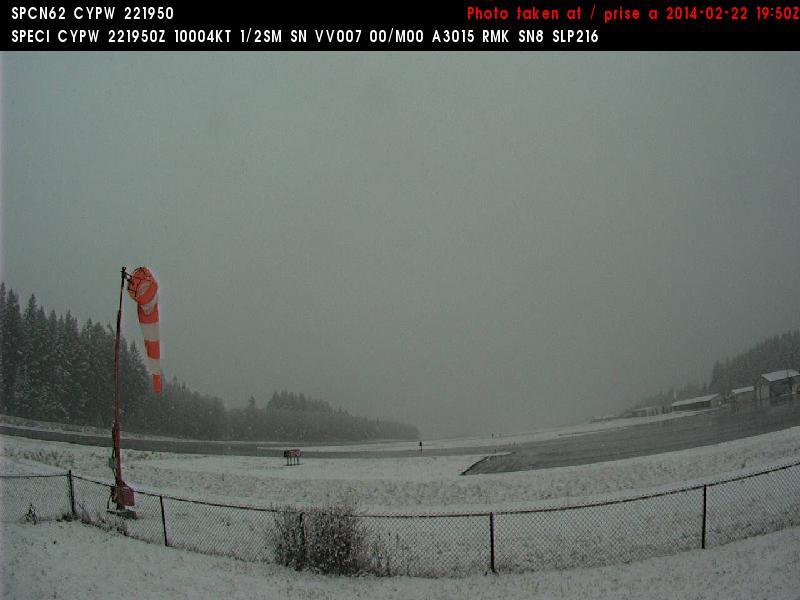 SPCN62 CYPW 221950 Photo taken at / prise a 2014-02-22 19:50Z
SPECI CYPW 221950Z 10004KT 1/2SM SN VV007 00/M00 A3015 RMK SN8 SLP216